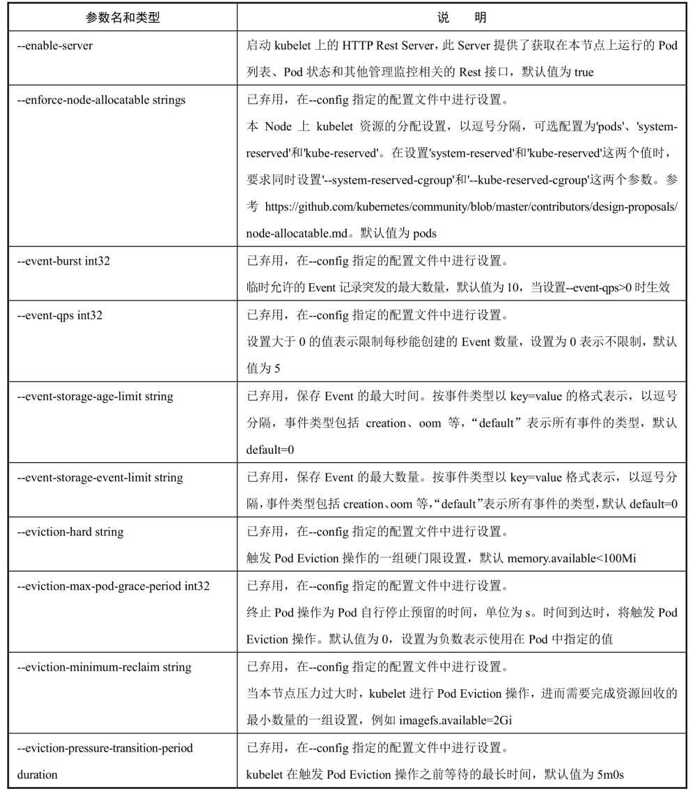 参数名和类型 说 明
--enable-server 启动 kubelet 上的 HTTP Rest Server，此 Server 提供了获取在本节点上运行的 Pod
列表、Pod 状态和其他管理监控相关的 Rest 接口，默认值为 true
--enforce-node-allocatable strings 已弃用，在--config 指定的配置文件中进行设置。
本 Node 上 kubelet 资源的分配设置，以逗号分隔，可选配置为'pods'、'system-
reserved'和'kube-reserved'。在设置'system-reserved'和'kube-reserved'这两个值时，
要求同时设置'--system-reserved-cgroup'和'--kube-reserved-cgroup'这两个参数。参
考 https://github.com/kubernetes/community/blob/master/contributors/design-proposals/
node-allocatable.md。默认值为 pods
--event-burst int32 已弃用，在--config 指定的配置文件中进行设置。
临时允许的 Event 记录突发的最大数量，默认值为 10，当设置--event-qps>0 时生效
--event-qps int32 已弃用，在--config 指定的配置文件中进行设置。
设置大于 0 的值表示限制每秒能创建的 Event 数量，设置为 0 表示不限制，默认
值为 5
--event-storage-age-limit string 已弃用，保存 Event 的最大时间。按事件类型以 key=value 的格式表示，以逗号
分隔，事件类型包括 creation、oom 等，“default”表示所有事件的类型，默认
default=0
--event-storage-event-limit string 已弃用，保存 Event 的最大数量。按事件类型以 key=value 格式表示，以逗号分
隔，事件类型包括 creation、oom 等，“default”表示所有事件的类型，默认 default=0
--eviction-hard string 已弃用，在--config 指定的配置文件中进行设置。
触发 Pod Eviction 操作的一组硬门限设置，默认 memory.available<100Mi
--eviction-max-pod-grace-period int32 已弃用，在--config 指定的配置文件中进行设置。
终止 Pod 操作为 Pod 自行停止预留的时间，单位为 s。时间到达时，将触发 Pod
Eviction 操作。默认值为 0，设置为负数表示使用在 Pod 中指定的值
--eviction-minimum-reclaim string 已弃用，在--config 指定的配置文件中进行设置。
当本节点压力过大时，kubelet 进行 Pod Eviction 操作，进而需要完成资源回收的
最小数量的一组设置，例如 imagefs.available=2Gi
--eviction-pressure-transition-period 已弃用，在--config 指定的配置文件中进行设置。
duration kubelet 在触发 Pod Eviction 操作之前等待的最长时间，默认值为 5m0s